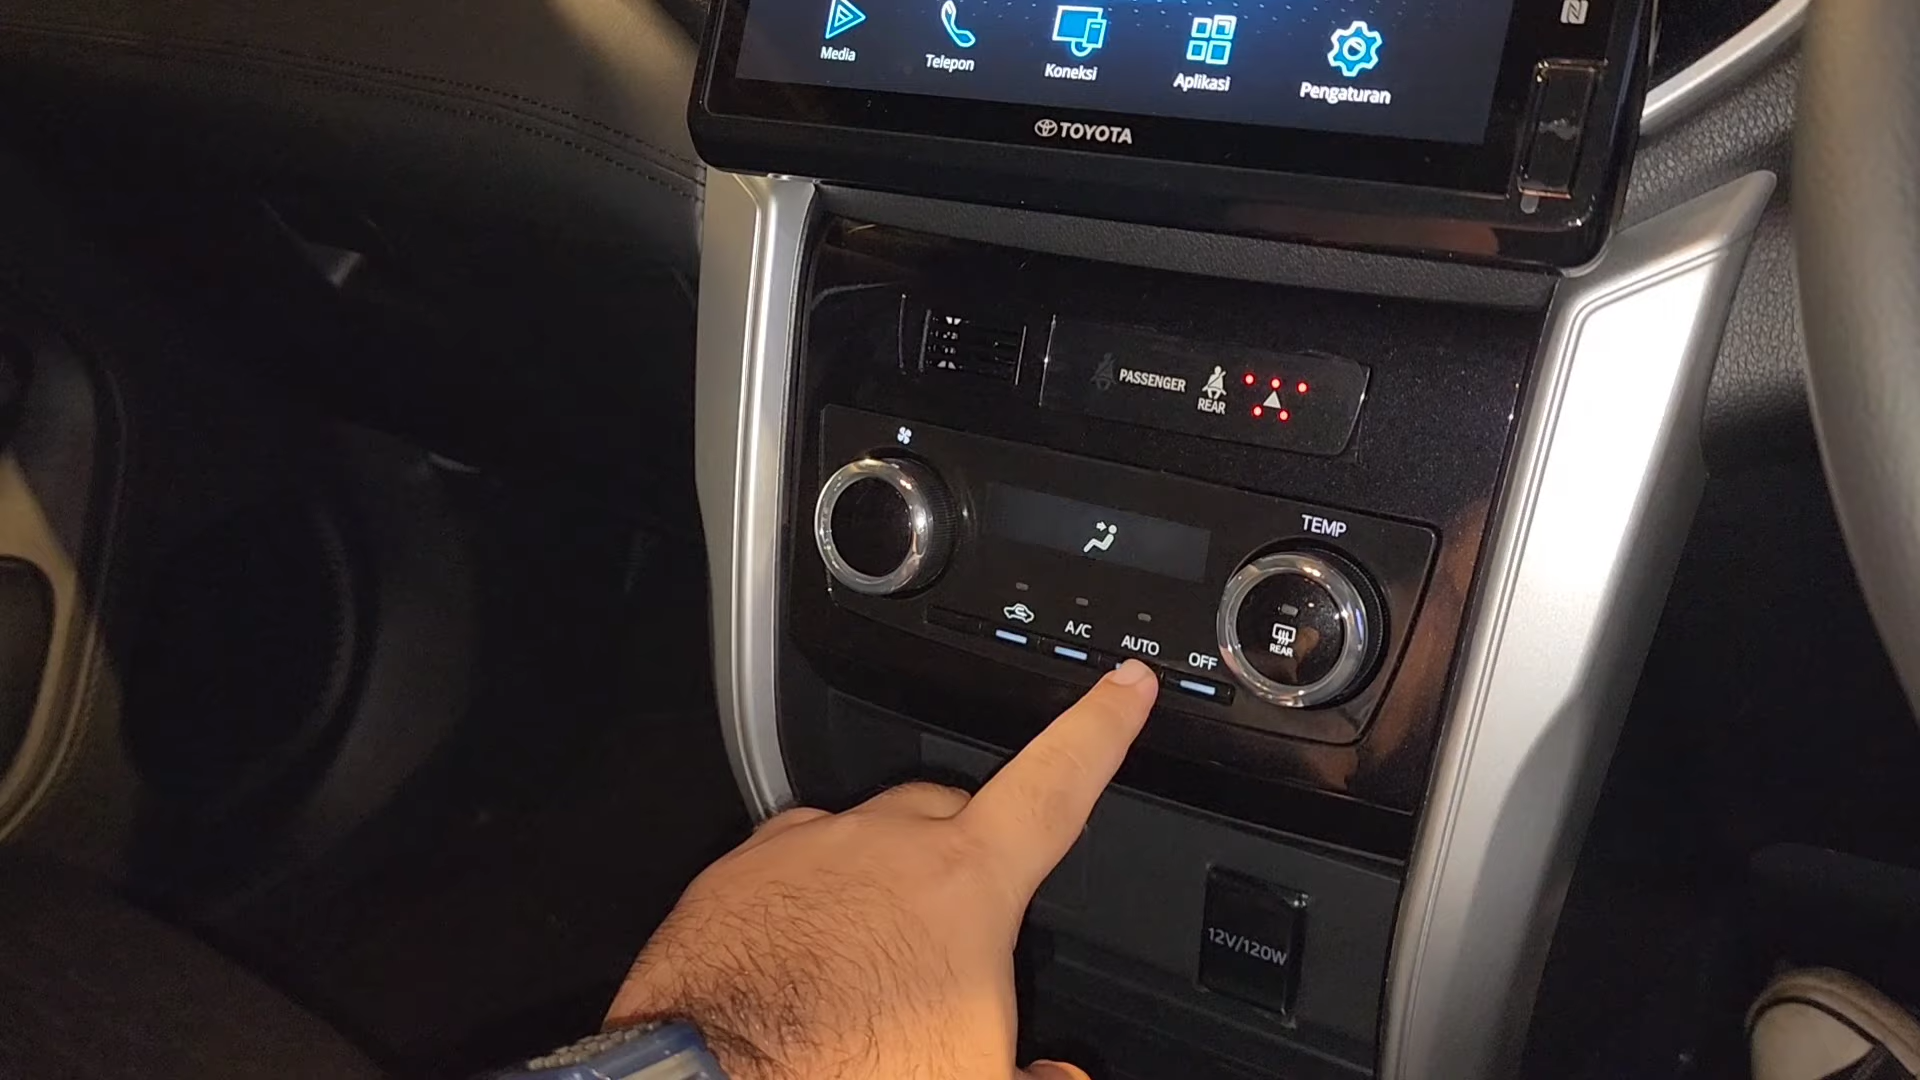 Media
Telepon
Koneksi
Aplikasi
Pengaturan
TOYOTA
PASSENGER
REAR
TEMP
A/C
AUTO
OFF
REAR
12V/120W